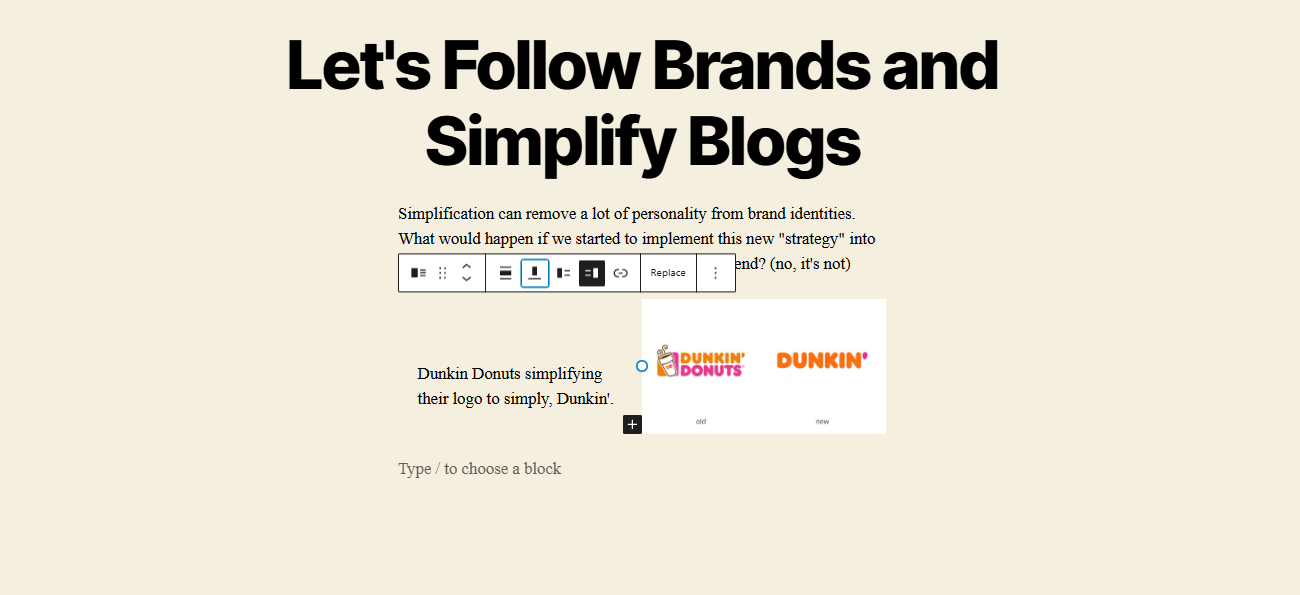 Let's Follow Brands and
Simplify Blogs
Simplification can remove a lot of personality from brand identities.
What would happen if we started to implement this new "strategy" into
end? (no, it's not)
Replace
Dunkin Donuts simplifying
their logo to simply, Dunkin'.
DUNKIN'
DONUTS
DUNKIN'
old
new
Type / to choose a block